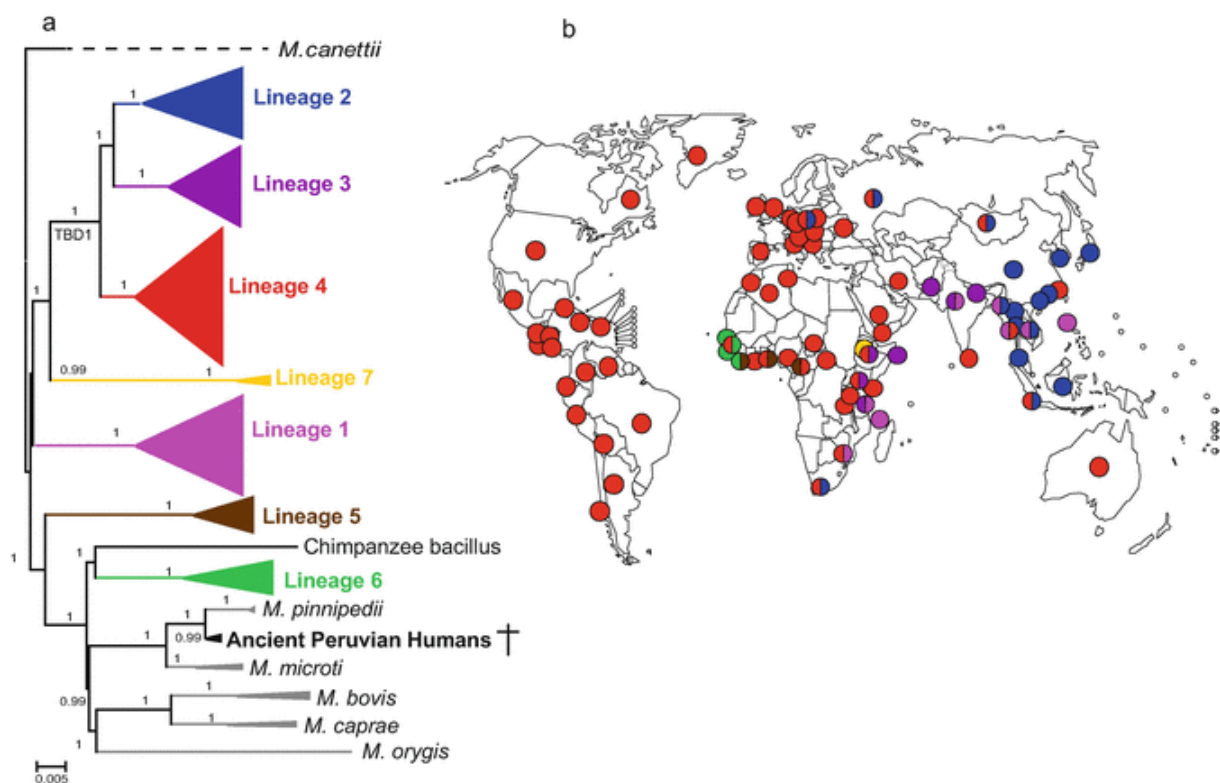 a
b
1
M.canettii
1
Lineage 2
1
1
Lineage 3
1
TBD1
1
Lineage 4
0.99
1
Lineage 7
1
Lineage 1
1
Lineage 5
1
Chimpanzee bacillus
1
Lineage 6
1
1
1
M. pinnipedii
0.99
Ancient Peruvian Humans †
1
M. microti
0.99
1
1
M. bovis
1
M. caprae
1
M. orygis
0.005